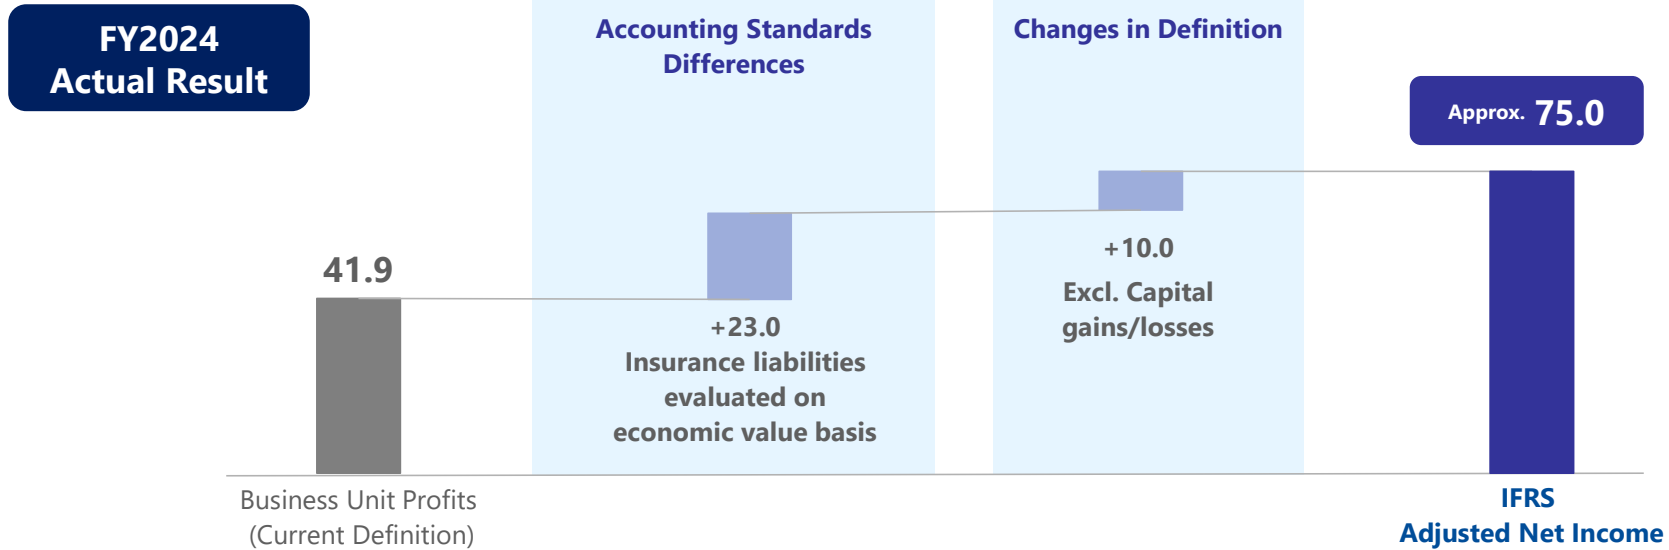 FY2024
Actual Result
Accounting Standards
Differences
Changes in Definition
Approx. 75.0
41.9
+23.0
Insurance liabilities
evaluated on
economic value basis
+10.0
Excl. Capital
gains/losses
Business Unit Profits
(Current Definition)
IFRS
Adjusted Net Income